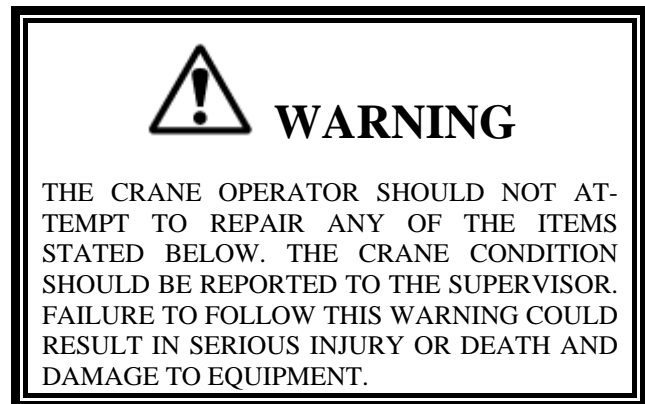 WARNING
THE CRANE OPERATOR SHOULD NOT AT-
TEMPT TO REPAIR ANY OF THE ITEMS
STATED BELOW. THE CRANE CONDITION
SHOULD BE REPORTED TO THE SUPERVISOR.
FAILURE TO FOLLOW THIS WARNING COULD
RESULT IN SERIOUS INJURY OR DEATH AND
DAMAGE TO EQUIPMENT.